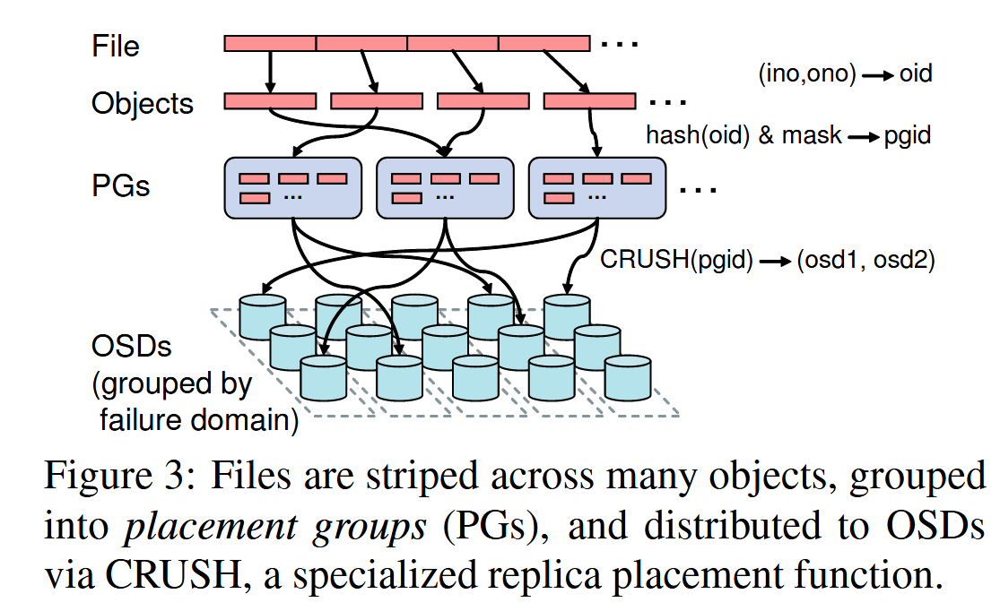 File
(ino,ono) → oid
Objects
hash(oid) & mask → pgid
PGs
CRUSH(pgid) → (osd1, osd2)
OSDs
(grouped by
failure domain)
Figure 3: Files are striped across many objects, grouped
into placement groups (PGs), and distributed to OSDs
via CRUSH, a specialized replica placement function.